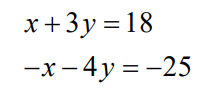 x + 3y = 18
−x − 4y = −25